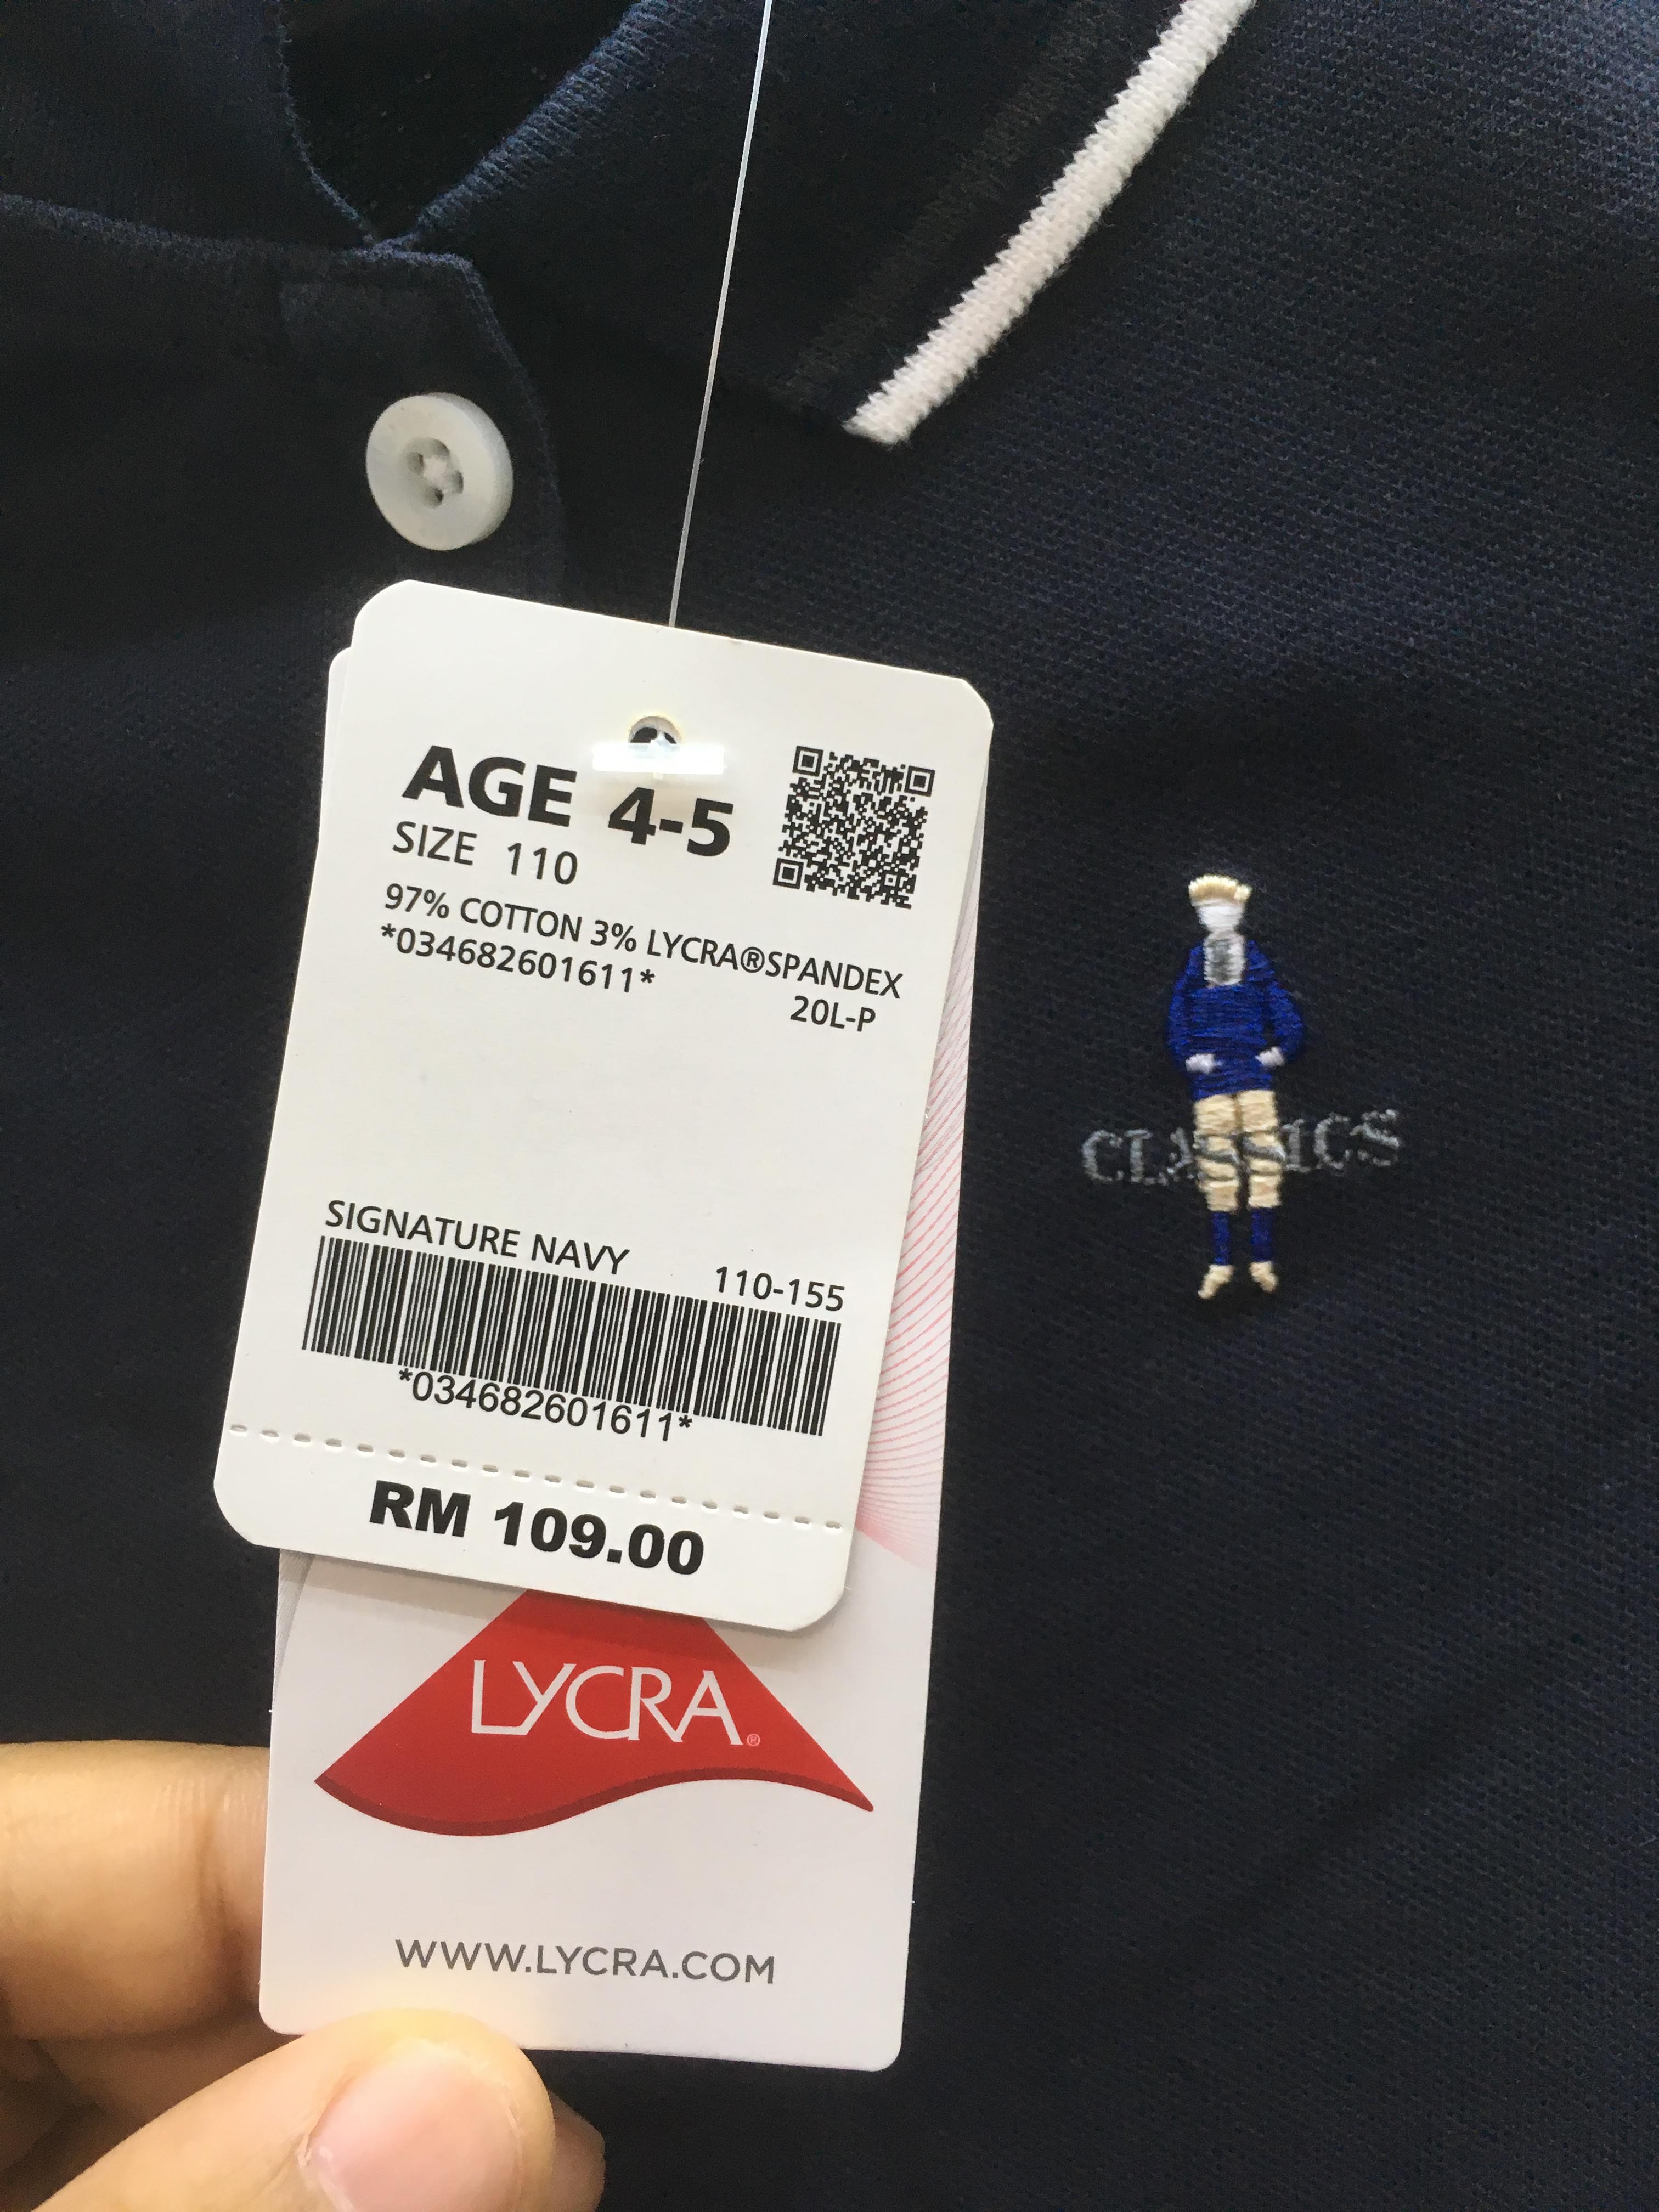 AGE 4-5
SIZE 110
97% COTTON 3% LYCRA®SPANDEX
*034682601611*
20L-P
SIGNATURE NAVY 110-155
*034682601611*
RM 109.00
LYCRA®
WWW.LYCRA.COM
CLASSICS